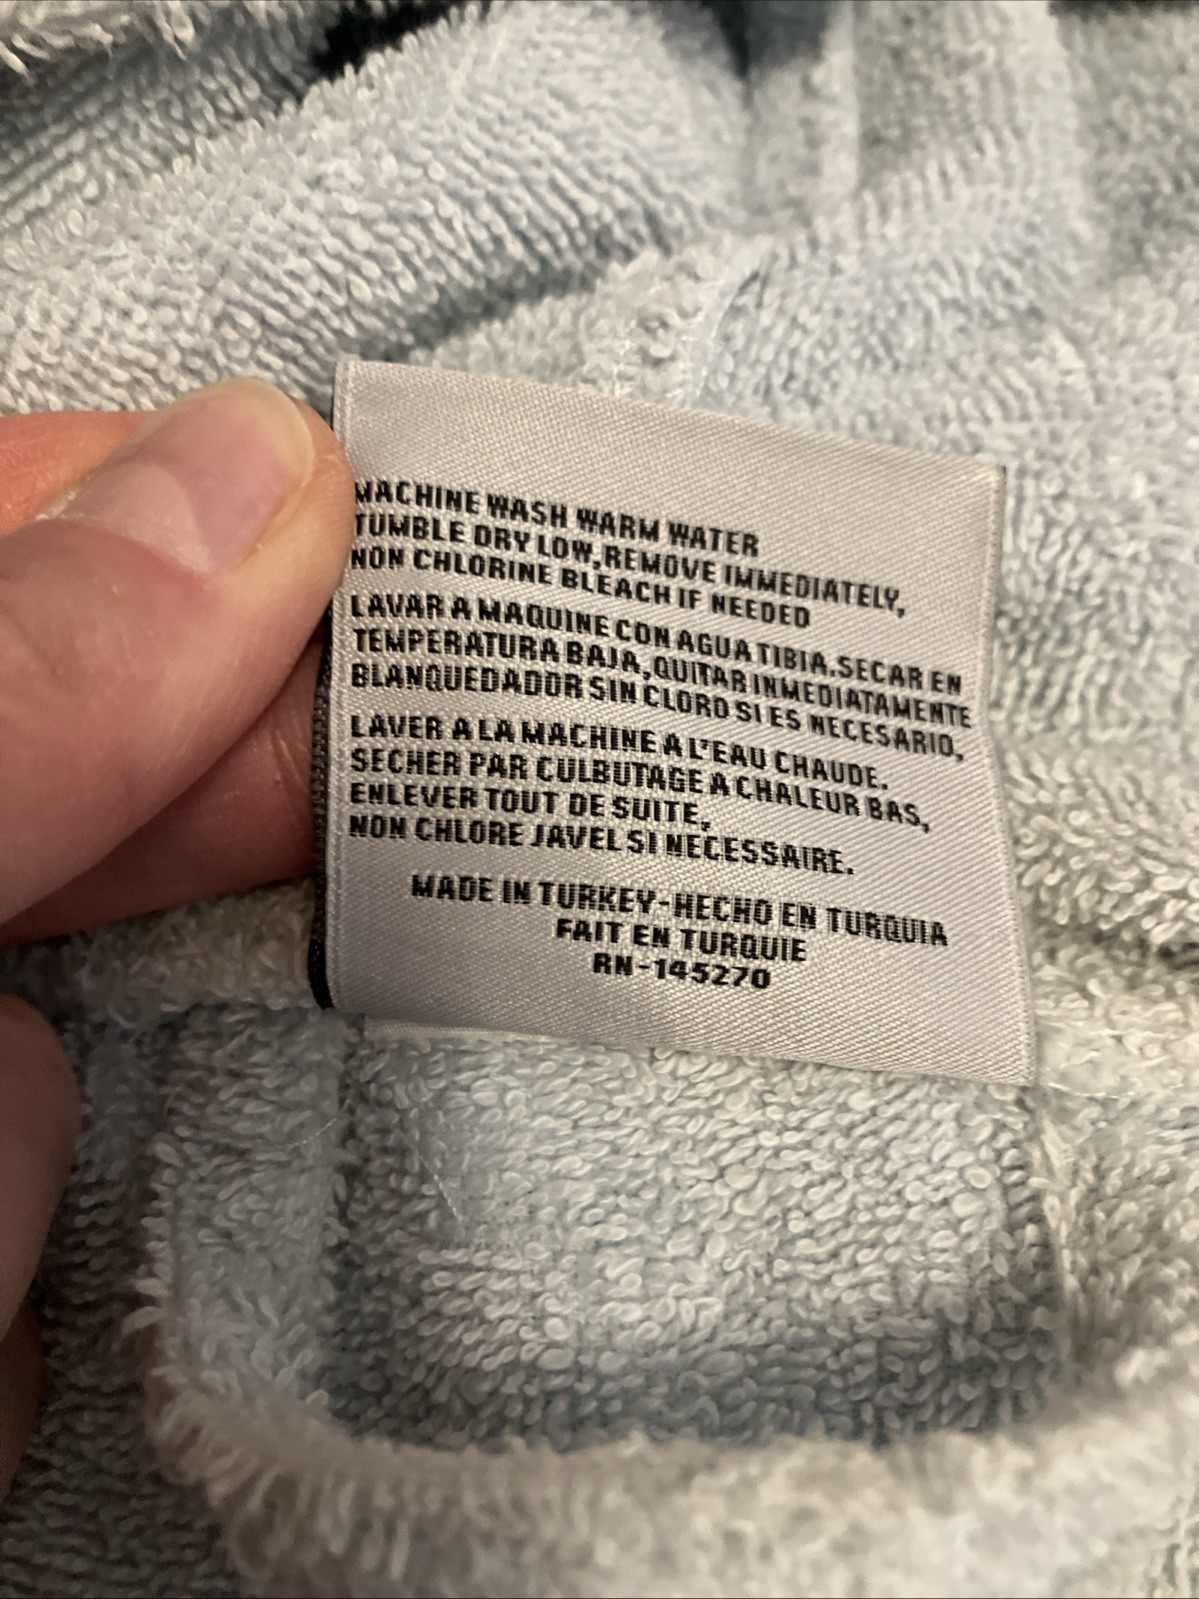 MACHINE WASH WARM WATER
TUMBLE DRY LOW,REMOVE IMMEDIATELY,
NON CHLORINE BLEACH IF NEEDED
LAVAR A MAQUINE CON AGUA TIBIA.SECAR EN
TEMPERATURA BAJA,QUITAR INMEDIATAMENTE
BLANQUEDADOR SIN CLORO SI ES NECESARIO,
LAVER A LA MACHINE A L'EAU CHAUDE.
SECHER PAR CULBUTAGE A CHALEUR BAS,
ENLEVER TOUT DE SUITE,
NON CHLORE JAVEL SI NECESSAIRE.
MADE IN TURKEY-HECHO EN TURQUIA
FAIT EN TURQUIE
RN-145270